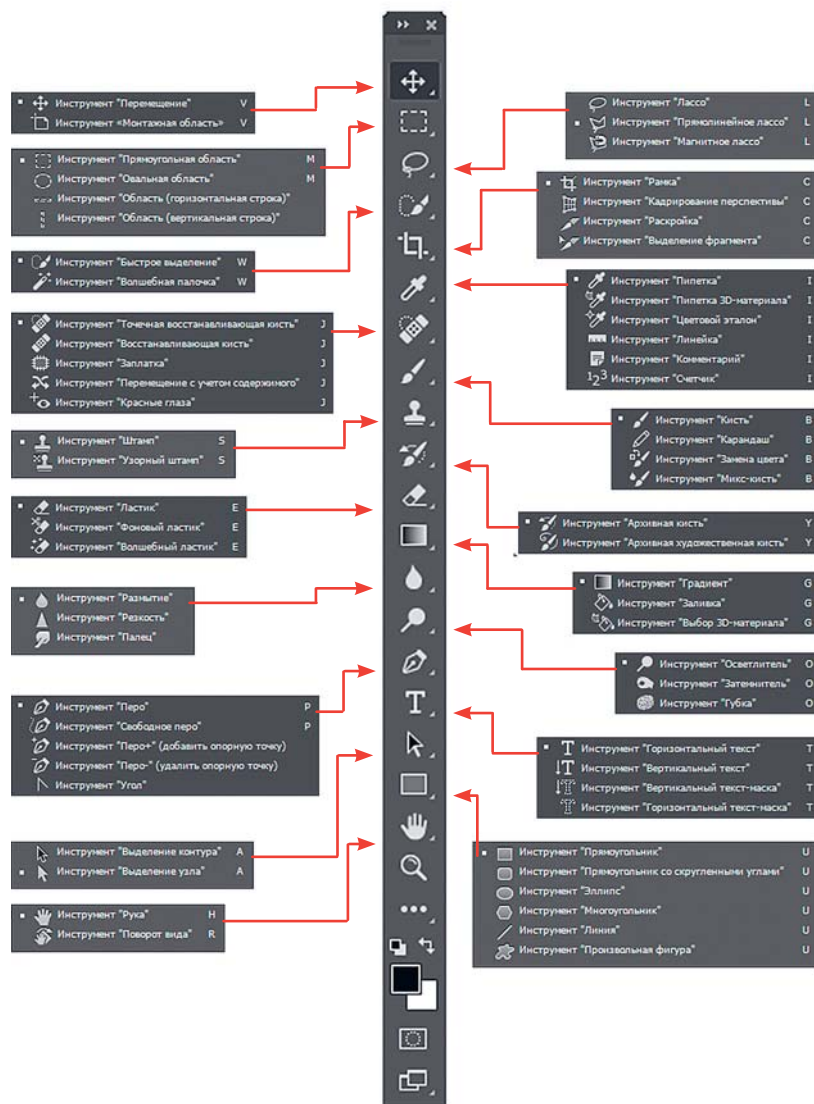 Инструмент "Перемещение" V
Инструмент «Монтажная область» V
Инструмент "Прямоугольная область" M
Инструмент "Овальная область" M
Инструмент "Область (горизонтальная строка)"
Инструмент "Область (вертикальная строка)"
Инструмент "Быстрое выделение" W
Инструмент "Волшебная палочка" W
Инструмент "Точечная восстанавливающая кисть" J
Инструмент "Восстанавливающая кисть" J
Инструмент "Заплатка" J
Инструмент "Перемещение с учетом содержимого" J
Инструмент "Красные глаза" J
Инструмент "Штамп" S
Инструмент "Узорный штамп" S
Инструмент "Ластик" E
Инструмент "Фоновый ластик" E
Инструмент "Волшебный ластик" E
Инструмент "Размытие"
Инструмент "Резкость"
Инструмент "Палец"
Инструмент "Перо" P
Инструмент "Свободное перо" P
Инструмент "Перо+" (добавить опорную точку)
Инструмент "Перо-" (удалить опорную точку)
Инструмент "Угол"
Инструмент "Выделение контура" A
Инструмент "Выделение узла" A
Инструмент "Рука" H
Инструмент "Поворот вида" R
T
Инструмент "Лассо" L
Инструмент "Прямолинейное лассо" L
Инструмент "Магнитное лассо" L
Инструмент "Рамка" C
Инструмент "Кадрирование перспективы" C
Инструмент "Раскройка" C
Инструмент "Выделение фрагмента" C
Инструмент "Пипетка" I
Инструмент "Пипетка 3D-материала" I
Инструмент "Цветовой эталон" I
Инструмент "Линейка" I
Инструмент "Комментарий" I
123 Инструмент "Счетчик" I
Инструмент "Кисть" B
Инструмент "Карандаш" B
Инструмент "Замена цвета" B
Инструмент "Микс-кисть" B
Инструмент "Архивная кисть" Y
Инструмент "Архивная художественная кисть" Y
Инструмент "Градиент" G
Инструмент "Заливка" G
Инструмент "Выбор 3D-материала" G
Инструмент "Осветлитель" O
Инструмент "Затемнитель" O
Инструмент "Губка" O
T Инструмент "Горизонтальный текст" T
T Инструмент "Вертикальный текст" T
T Инструмент "Вертикальный текст-маска" T
T Инструмент "Горизонтальный текст-маска" T
Инструмент "Прямоугольник" U
Инструмент "Прямоугольник со скругленными углами" U
Инструмент "Эллипс" U
Инструмент "Многоугольник" U
Инструмент "Линия" U
Инструмент "Произвольная фигура" U